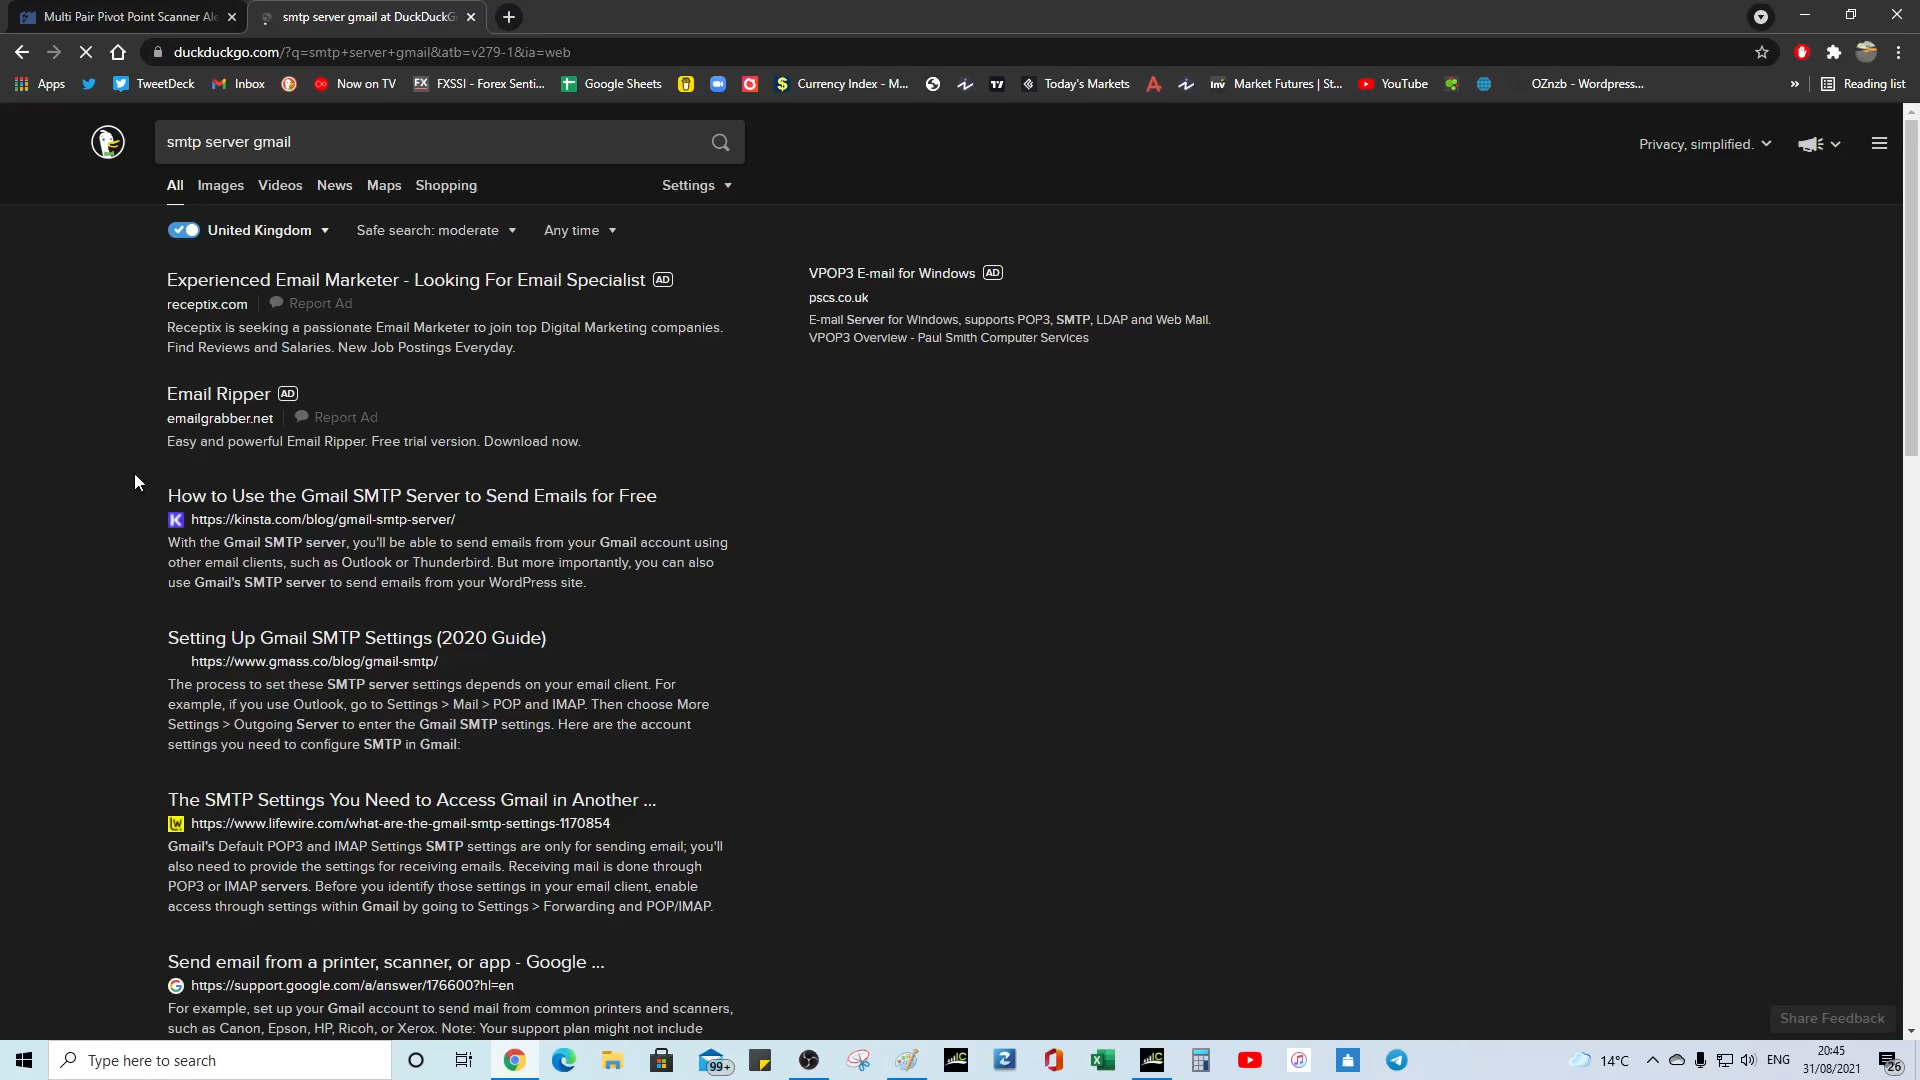 Multi Pair Pivot Point Scanner Ale
smtp server gmail at DuckDuckG
duckduckgo.com/?q=smtp+server+gmail&atb=v279-1&ia=web
Apps TweetDeck Inbox Now on TV FX FXSSI - Forex Senti... Google Sheets Currency Index - M... Today's Markets Inv Market Futures | St... YouTube OZnzb - Wordpress... » Reading list
smtp server gmail
Privacy, simplified.
All Images Videos News Maps Shopping Settings
United Kingdom Safe search: moderate Any time
Experienced Email Marketer - Looking For Email Specialist AD
receptix.com Report Ad
Receptix is seeking a passionate Email Marketer to join top Digital Marketing companies.
Find Reviews and Salaries. New Job Postings Everyday.
VPOP3 E-mail for Windows AD
pscs.co.uk
E-mail Server for Windows, supports POP3, SMTP, LDAP and Web Mail.
VPOP3 Overview - Paul Smith Computer Services
Email Ripper AD
emailgrabber.net Report Ad
Easy and powerful Email Ripper. Free trial version. Download now.
How to Use the Gmail SMTP Server to Send Emails for Free
K https://kinsta.com/blog/gmail-smtp-server/
With the Gmail SMTP server, you'll be able to send emails from your Gmail account using
other email clients, such as Outlook or Thunderbird. But more importantly, you can also
use Gmail's SMTP server to send emails from your WordPress site.
Setting Up Gmail SMTP Settings (2020 Guide)
https://www.gmass.co/blog/gmail-smtp/
The process to set these SMTP server settings depends on your email client. For
example, if you use Outlook, go to Settings > Mail > POP and IMAP. Then choose More
Settings > Outgoing Server to enter the Gmail SMTP settings. Here are the account
settings you need to configure SMTP in Gmail:
The SMTP Settings You Need to Access Gmail in Another ...
https://www.lifewire.com/what-are-the-gmail-smtp-settings-1170854
Gmail's Default POP3 and IMAP Settings SMTP settings are only for sending email; you'll
also need to provide the settings for receiving emails. Receiving mail is done through
POP3 or IMAP servers. Before you identify those settings in your email client, enable
access through settings within Gmail by going to Settings > Forwarding and POP/IMAP.
Send email from a printer, scanner, or app - Google ...
G https://support.google.com/a/answer/176600?hl=en
For example, set up your Gmail account to send mail from common printers and scanners,
such as Canon, Epson, HP, Ricoh, or Xerox. Note: Your support plan might not include
Share Feedback
Type here to search
99+
14°C ENG
20:45
31/08/2021
26